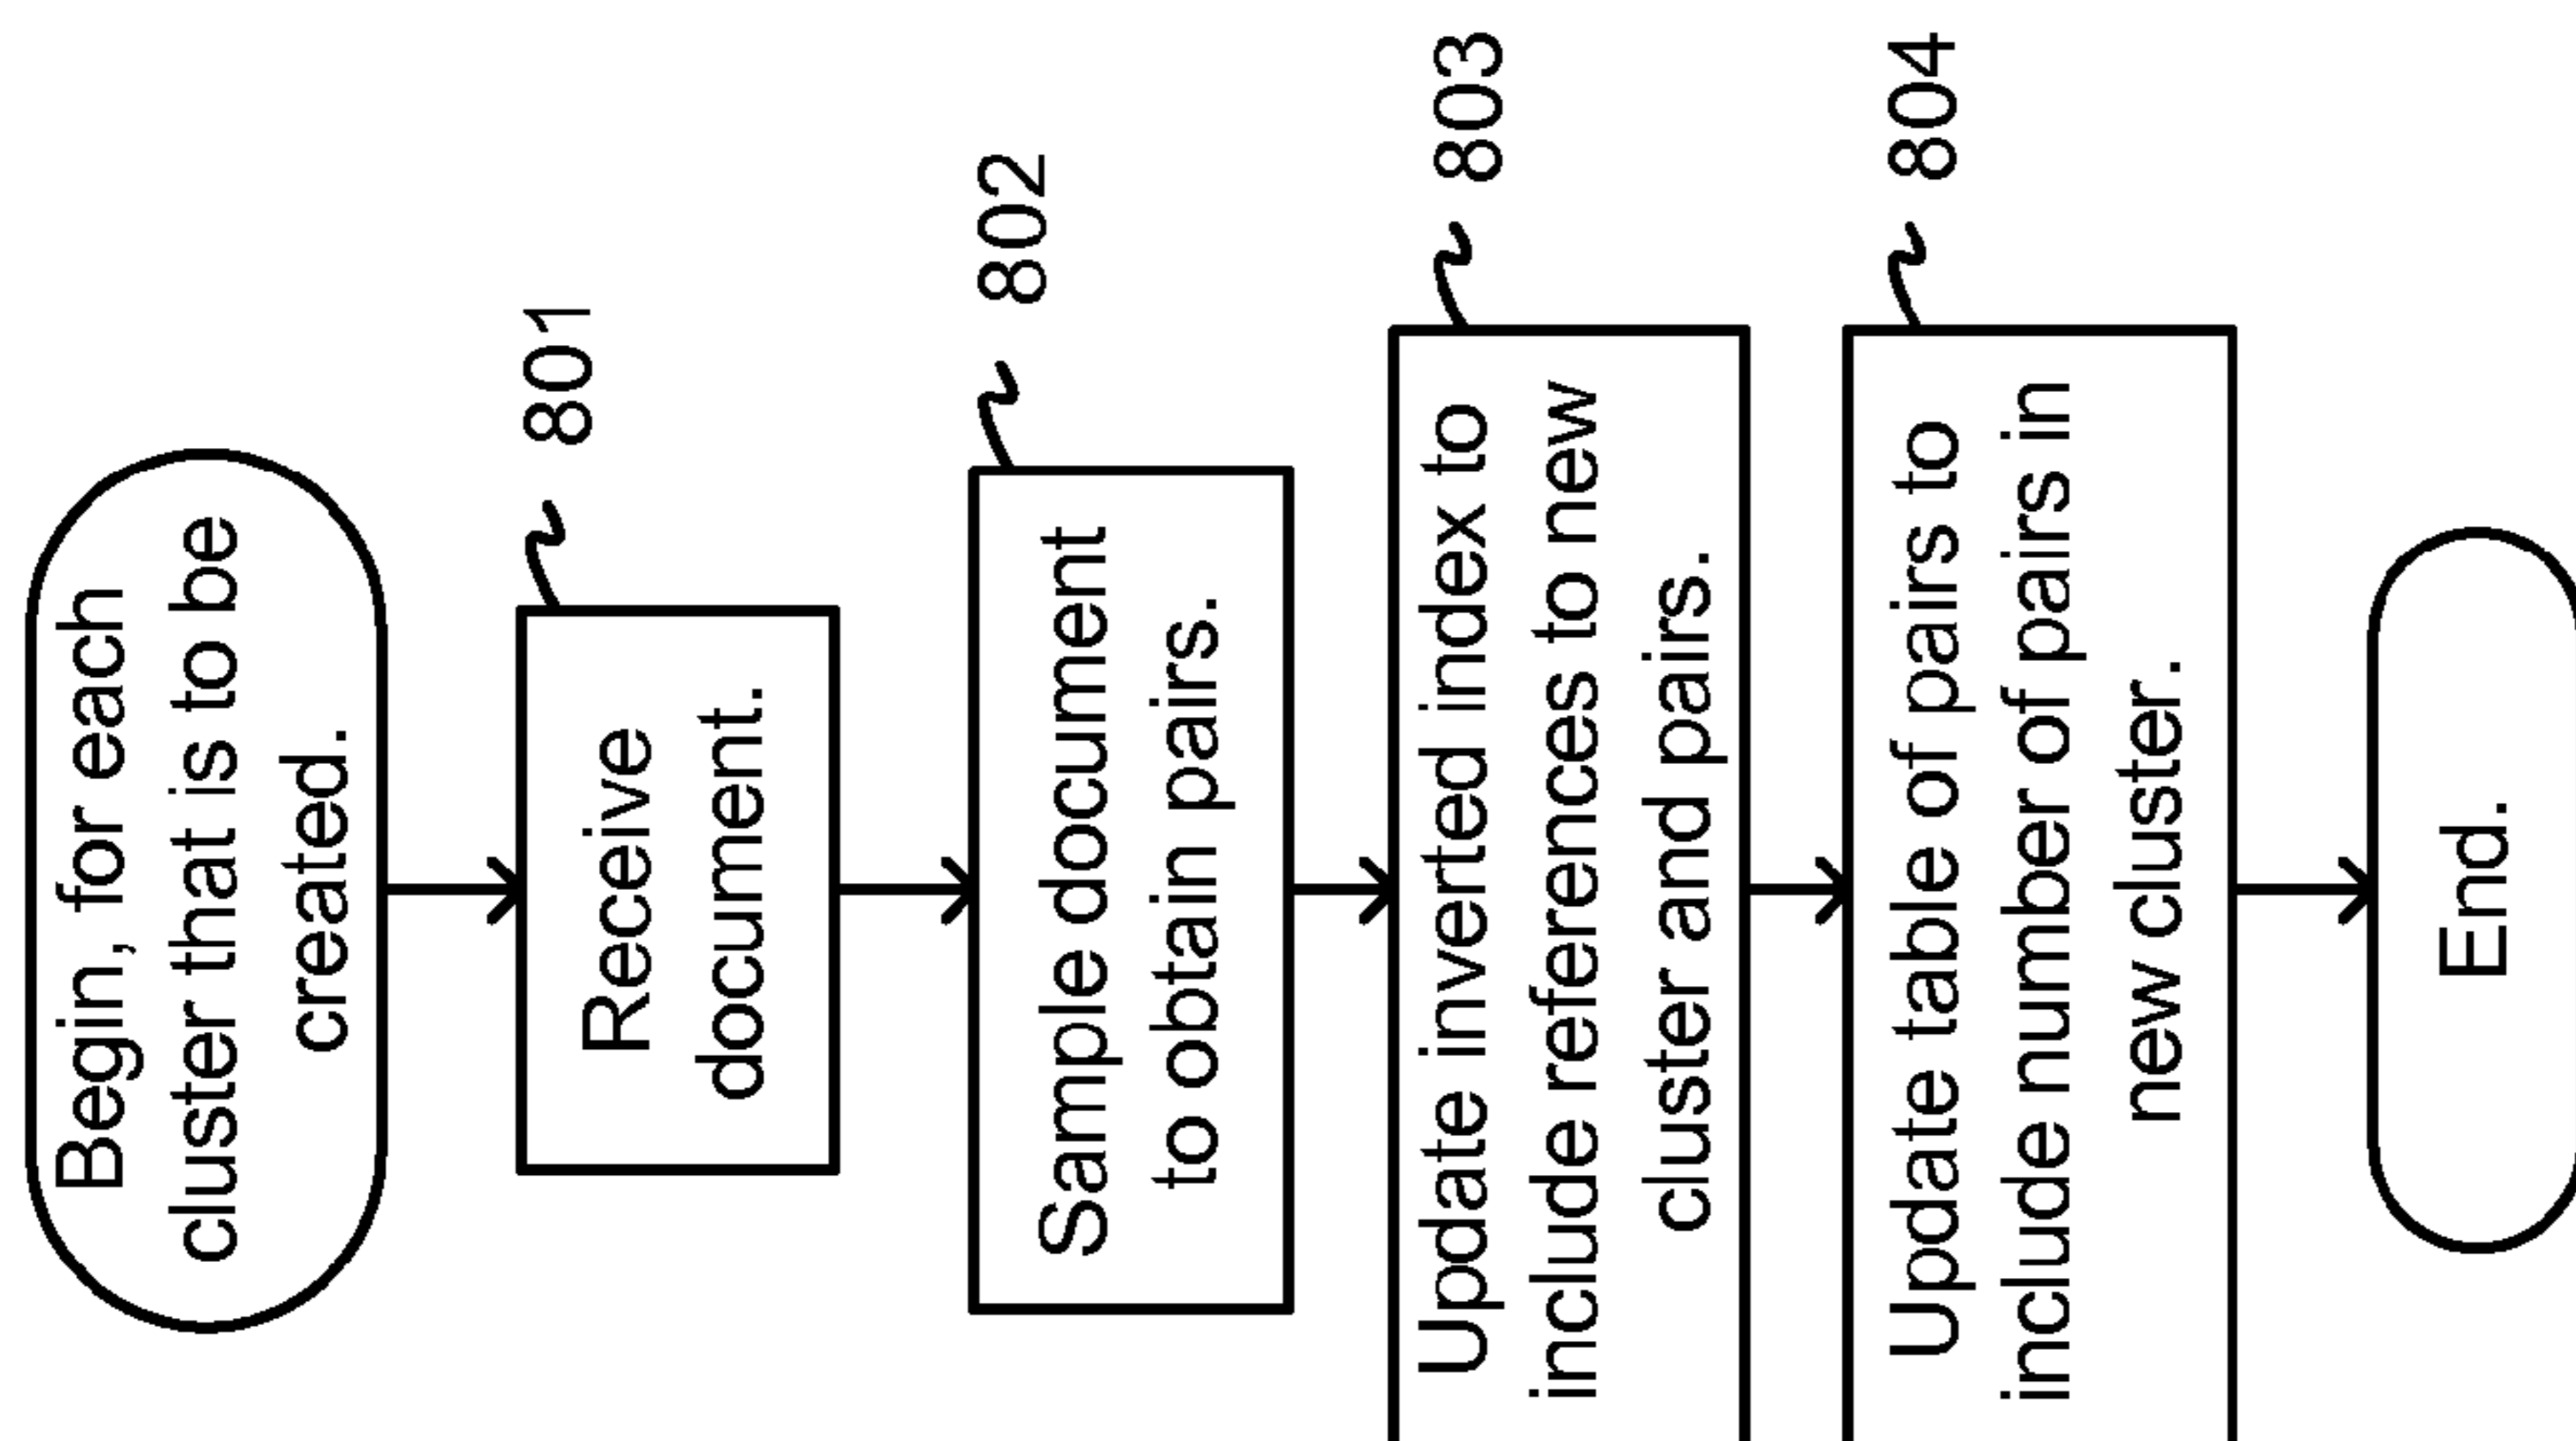 Begin, for each
cluster that is to be
created.
801
Receive
document.
802
Sample document
to obtain pairs.
803
Update inverted index to
include references to new
cluster and pairs.
804
Update table of pairs to
include number of pairs in
new cluster.
End.